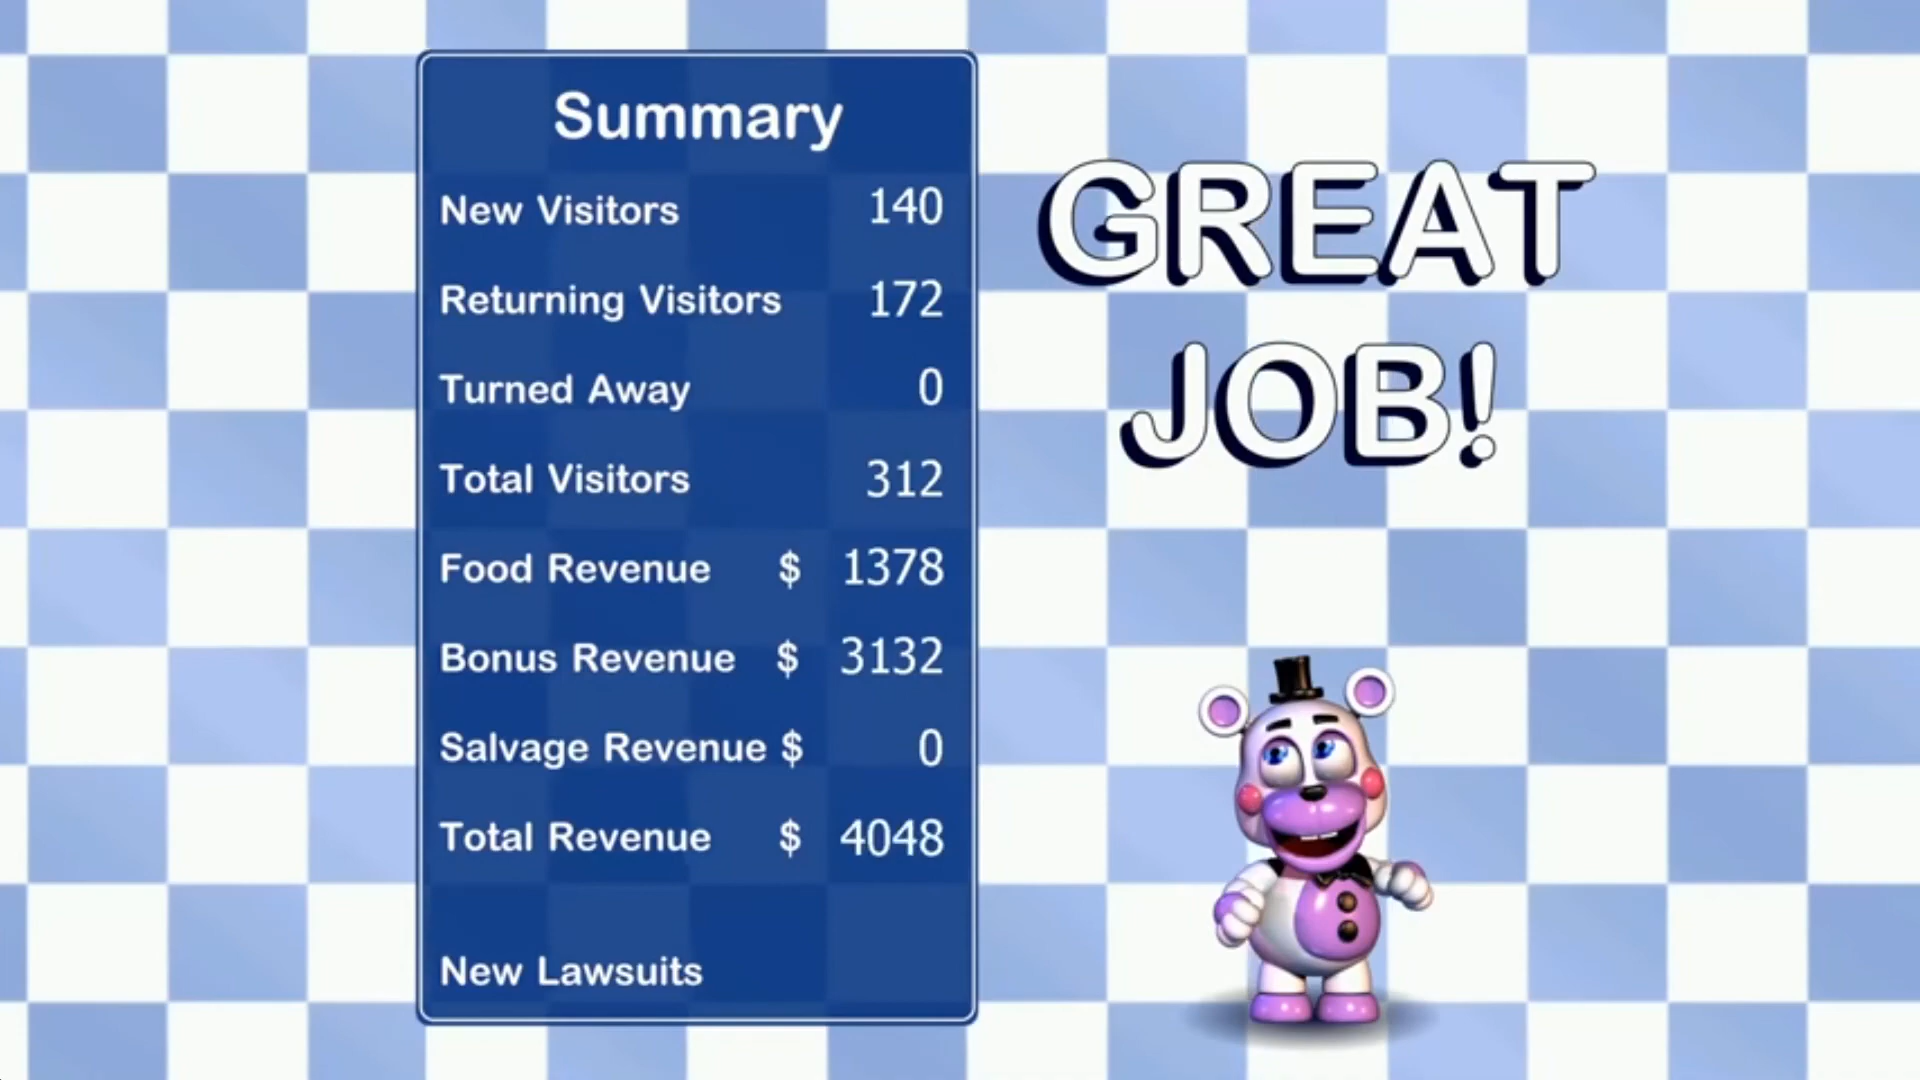 Summary
New Visitors 140
Returning Visitors 172
Turned Away 0
Total Visitors 312
Food Revenue $ 1378
Bonus Revenue $ 3132
Salvage Revenue $ 0
Total Revenue $ 4048
New Lawsuits
GREAT
JOB!